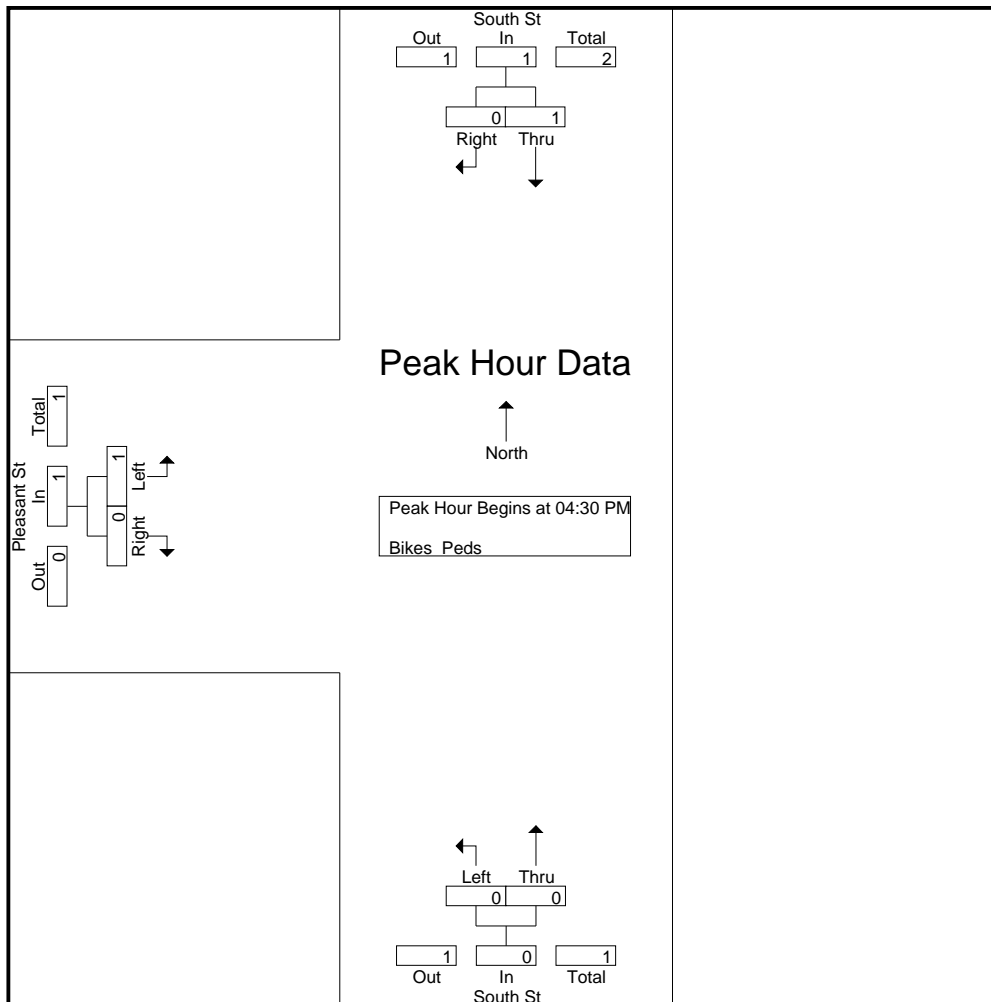 South St
Out In Total
1 1 2
0 1
Right Thru
Peak Hour Data
North
Peak Hour Begins at 04:30 PM
Bikes Peds
Pleasant St
Out In Total
0 1 1
Right Left
0 1
Left Thru
0 0
1 0 1
Out In Total
South St